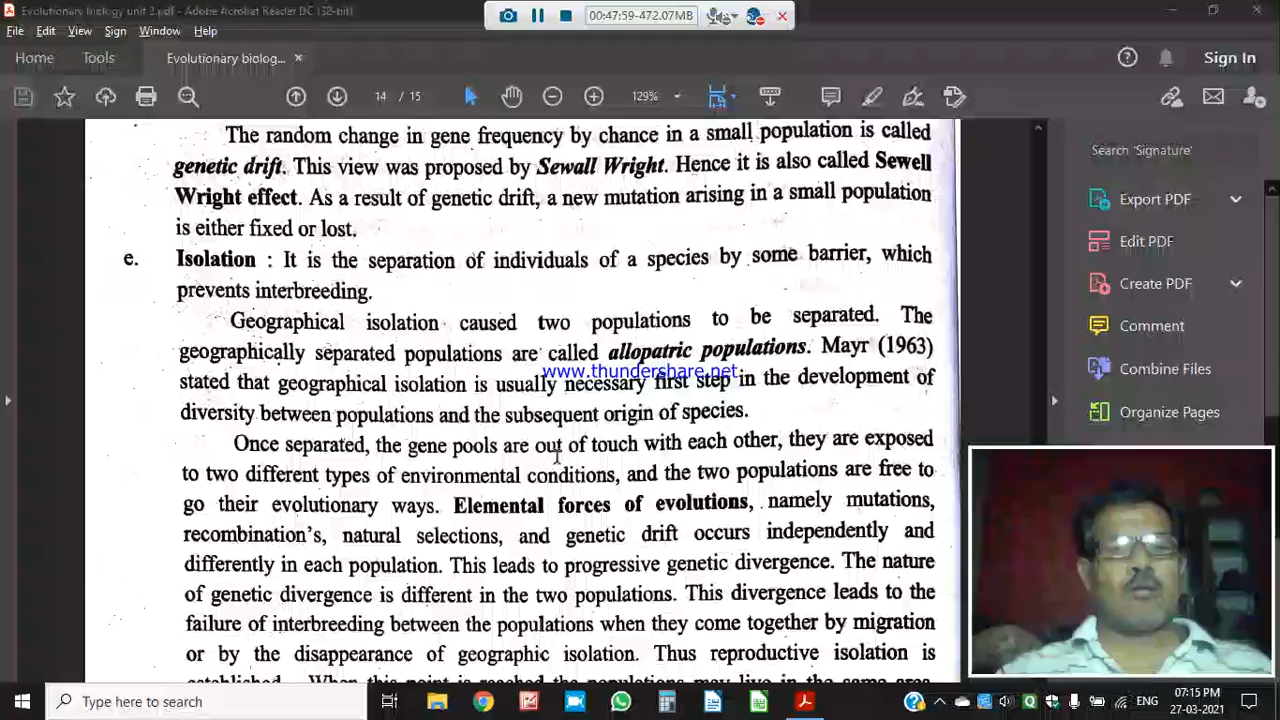 Evolutionary biology unit 3.pdf - Adobe Acrobat Reader DC (32-bit)
00:47:59-472.07MB
File Edit View Sign Window Help
Home Tools Evolutionary biolog... ×
Sign In
14 / 15 129%
The random change in gene frequency by chance in a small population is called
genetic drift. This view was proposed by Sewall Wright. Hence it is also called Sewell
Wright effect. As a result of genetic drift, a new mutation arising in a small population
is either fixed or lost.
e. Isolation : It is the separation of individuals of a species by some barrier, which
prevents interbreeding.
Geographical isolation caused two populations to be separated. The
geographically separated populations are called allopatric populations. Mayr (1963)
www.thundershare.net
stated that geographical isolation is usually necessary first step in the development of
diversity between populations and the subsequent origin of species.
Once separated, the gene pools are out of touch with each other, they are exposed
to two different types of environmental conditions, and the two populations are free to
go their evolutionary ways. Elemental forces of evolutions, namely mutations,
recombination's, natural selections, and genetic drift occurs independently and
differently in each population. This leads to progressive genetic divergence. The nature
of genetic divergence is different in the two populations. This divergence leads to the
failure of interbreeding between the populations when they come together by migration
or by the disappearance of geographic isolation. Thus reproductive isolation is
Search 'Signature'
Export PDF
Edit PDF
Create PDF
Comment
Combine Files
Organize Pages
Type here to search
ENG
07:15 PM
27-03-2021